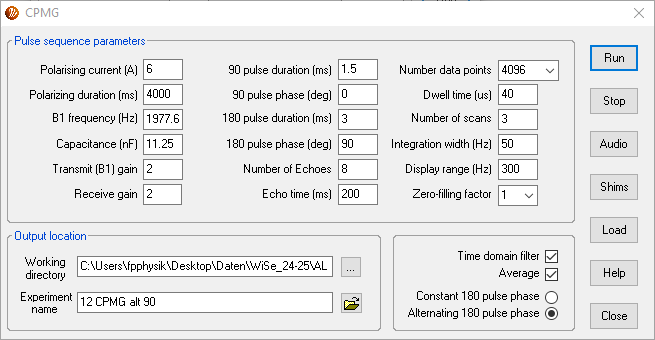 CPMG
Pulse sequence parameters
Polarising current (A) 6 90 pulse duration (ms) 1.5 Number data points 4096
Polarizing duration (ms) 4000 90 pulse phase (deg) 0 Dwell time (us) 40
B1 frequency (Hz) 1977.6 180 pulse duration (ms) 3 Number of scans 3
Capacitance (nF) 11.25 180 pulse phase (deg) 90 Integration width (Hz) 50
Transmit (B1) gain 2 Number of Echoes 8 Display range (Hz) 300
Receive gain 2 Echo time (ms) 200 Zero-filling factor 1
Run
Stop
Audio
Shims
Load
Help
Close
Output location
Working directory C:\Users\fpphysik\Desktop\Daten\WiSe_24-25\AL ...
Experiment name 12 CPMG alt 90
Time domain filter
Average
Constant 180 pulse phase
Alternating 180 pulse phase